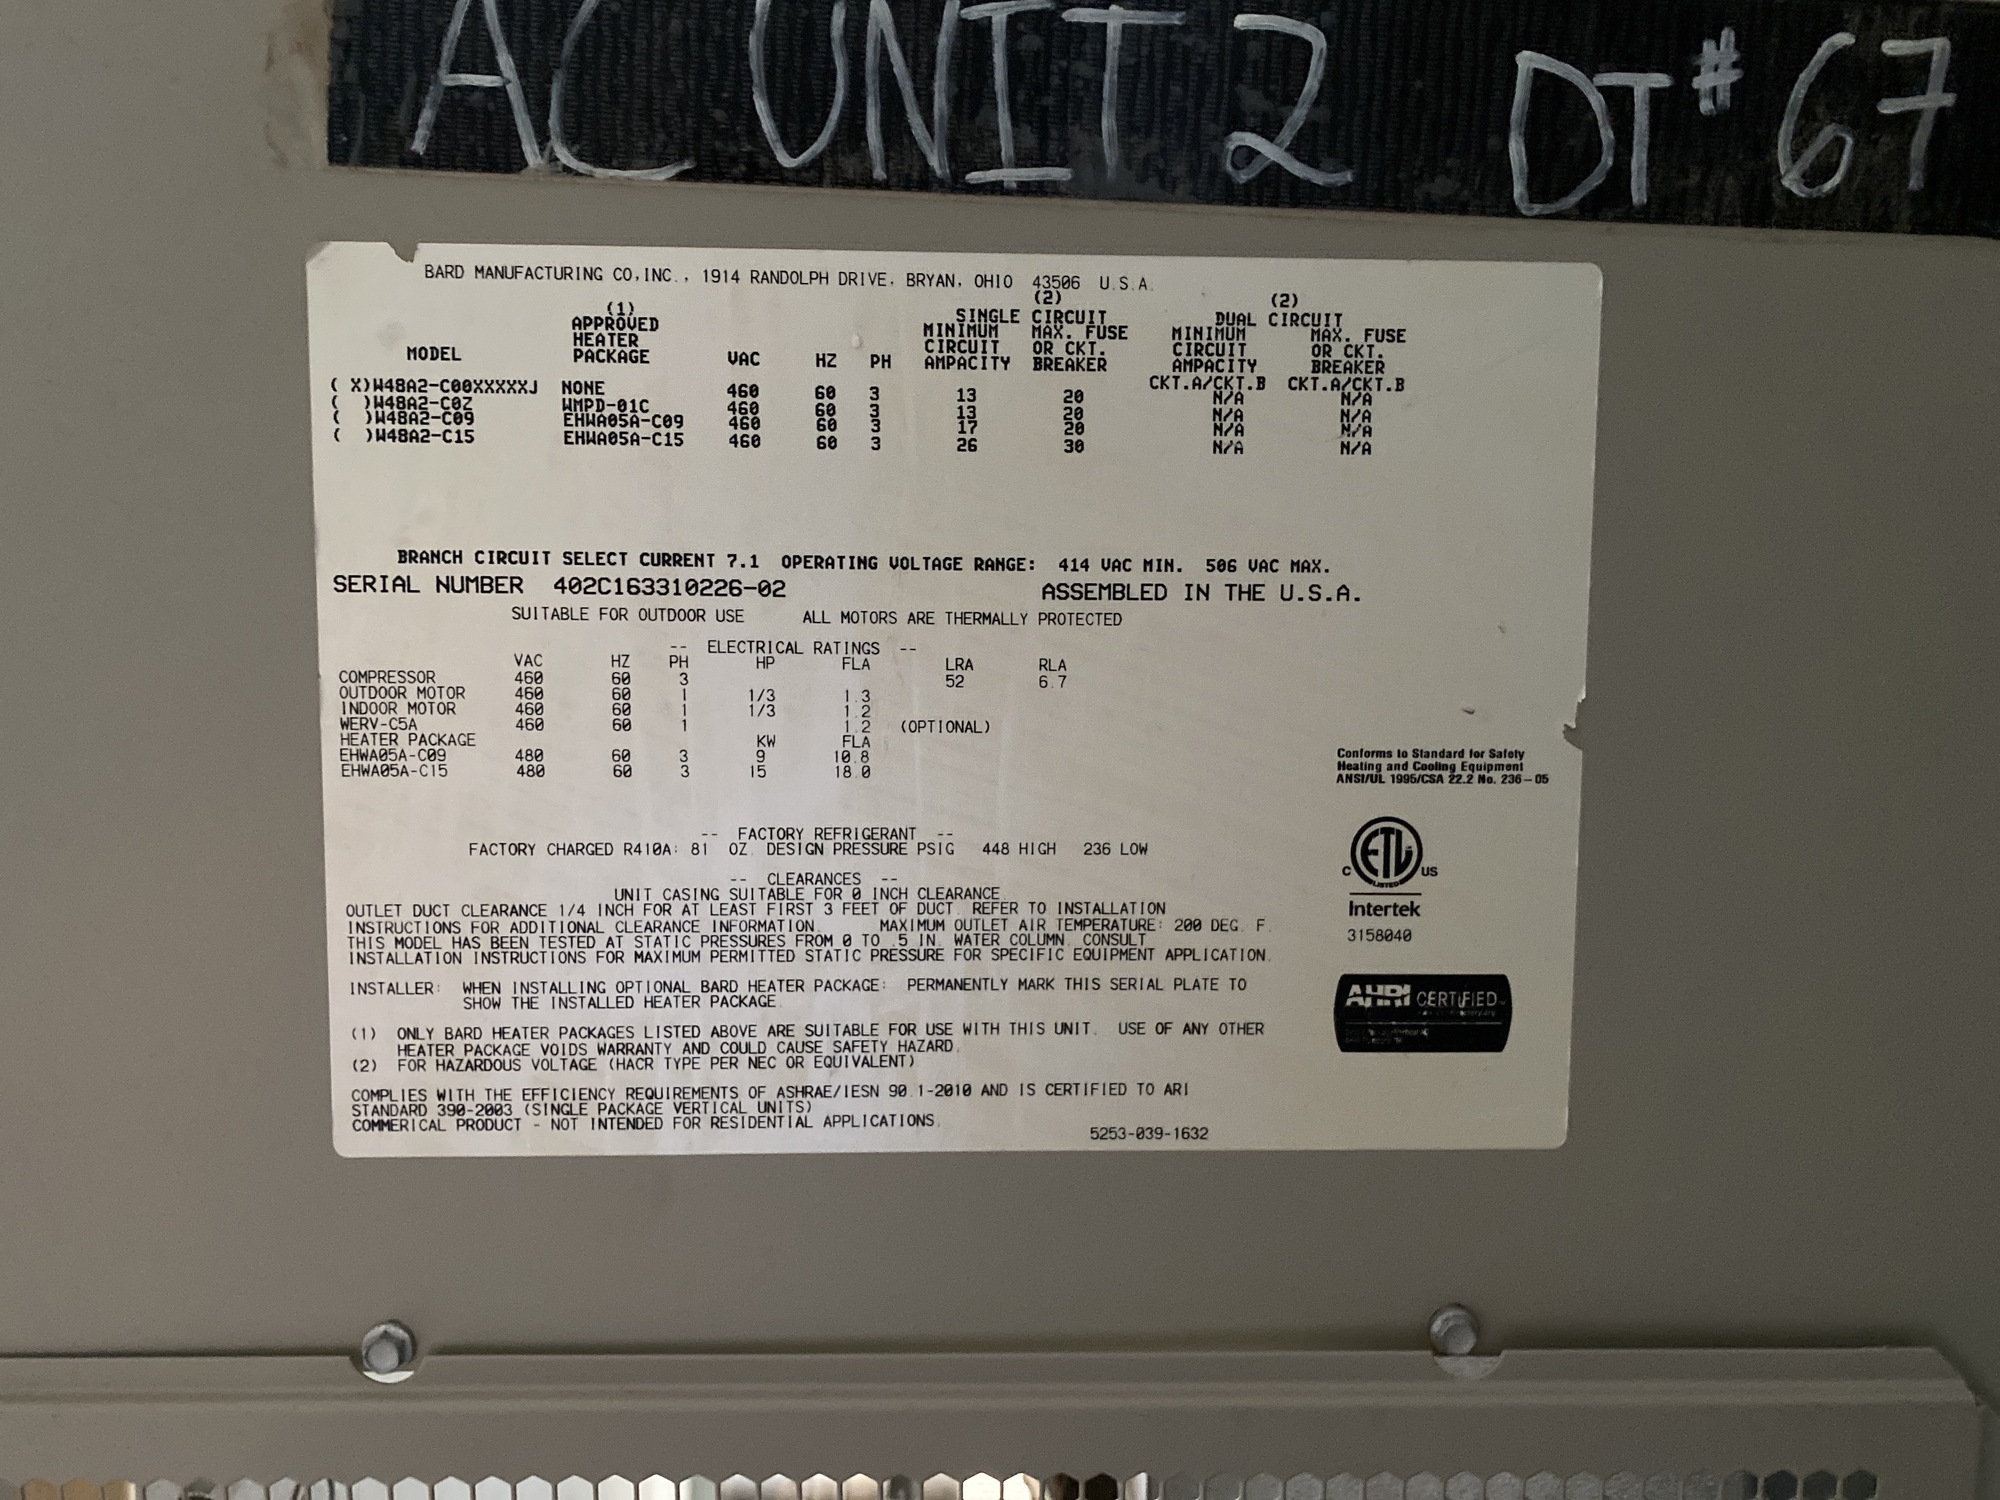 AC UNIT 2 DT # 67
BARD MANUFACTURING CO,INC., 1914 RANDOLPH DRIVE, BRYAN, OHIO 43506 U.S.A.
(1) (2) (2)
APPROVED SINGLE CIRCUIT DUAL CIRCUIT
HEATER MINIMUM MAX. FUSE MINIMUM MAX. FUSE
MODEL PACKAGE VAC HZ PH CIRCUIT OR CKT. CIRCUIT OR CKT.
AMPACITY BREAKER AMPACITY BREAKER
CKT.A/CKT.B CKT.A/CKT.B
( X)W48A2-C00XXXXXJ NONE 460 60 3 13 20 N/A N/A
( )W48A2-C0Z WMPD-01C 460 60 3 13 20 N/A N/A
( )W48A2-C09 EHWA05A-C09 460 60 3 17 20 N/A N/A
( )W48A2-C15 EHWA05A-C15 460 60 3 26 30 N/A N/A
BRANCH CIRCUIT SELECT CURRENT 7.1 OPERATING VOLTAGE RANGE: 414 VAC MIN. 506 VAC MAX.
SERIAL NUMBER 402C163310226-02 ASSEMBLED IN THE U.S.A.
SUITABLE FOR OUTDOOR USE ALL MOTORS ARE THERMALLY PROTECTED
-- ELECTRICAL RATINGS --
VAC HZ PH HP FLA LRA RLA
COMPRESSOR 460 60 3 52 6.7
OUTDOOR MOTOR 460 60 1 1/3 1.3
INDOOR MOTOR 460 60 1 1/3 1.2
WERV-C5A 460 60 1 1.2 (OPTIONAL)
HEATER PACKAGE KW FLA
EHWA05A-C09 480 60 3 9 10.8
EHWA05A-C15 480 60 3 15 18.0
Conforms to Standard for Safety
Heating and Cooling Equipment
ANSI/UL 1995/CSA 22.2 No. 236-05
-- FACTORY REFRIGERANT --
FACTORY CHARGED R410A: 81 OZ. DESIGN PRESSURE PSIG 448 HIGH 236 LOW
-- CLEARANCES --
UNIT CASING SUITABLE FOR 0 INCH CLEARANCE.
OUTLET DUCT CLEARANCE 1/4 INCH FOR AT LEAST FIRST 3 FEET OF DUCT. REFER TO INSTALLATION
INSTRUCTIONS FOR ADDITIONAL CLEARANCE INFORMATION. MAXIMUM OUTLET AIR TEMPERATURE: 200 DEG. F.
THIS MODEL HAS BEEN TESTED AT STATIC PRESSURES FROM 0 TO .5 IN. WATER COLUMN. CONSULT
INSTALLATION INSTRUCTIONS FOR MAXIMUM PERMITTED STATIC PRESSURE FOR SPECIFIC EQUIPMENT APPLICATION.
C ETL US
LISTED
Intertek
3158040
INSTALLER: WHEN INSTALLING OPTIONAL BARD HEATER PACKAGE: PERMANENTLY MARK THIS SERIAL PLATE TO
SHOW THE INSTALLED HEATER PACKAGE.
AHRI CERTIFIED
(1) ONLY BARD HEATER PACKAGES LISTED ABOVE ARE SUITABLE FOR USE WITH THIS UNIT. USE OF ANY OTHER
HEATER PACKAGE VOIDS WARRANTY AND COULD CAUSE SAFETY HAZARD.
(2) FOR HAZARDOUS VOLTAGE (HACR TYPE PER NEC OR EQUIVALENT)
COMPLIES WITH THE EFFICIENCY REQUIREMENTS OF ASHRAE/IESN 90.1-2010 AND IS CERTIFIED TO ARI
STANDARD 390-2003 (SINGLE PACKAGE VERTICAL UNITS)
COMMERICAL PRODUCT - NOT INTENDED FOR RESIDENTIAL APPLICATIONS.
5253-039-1632